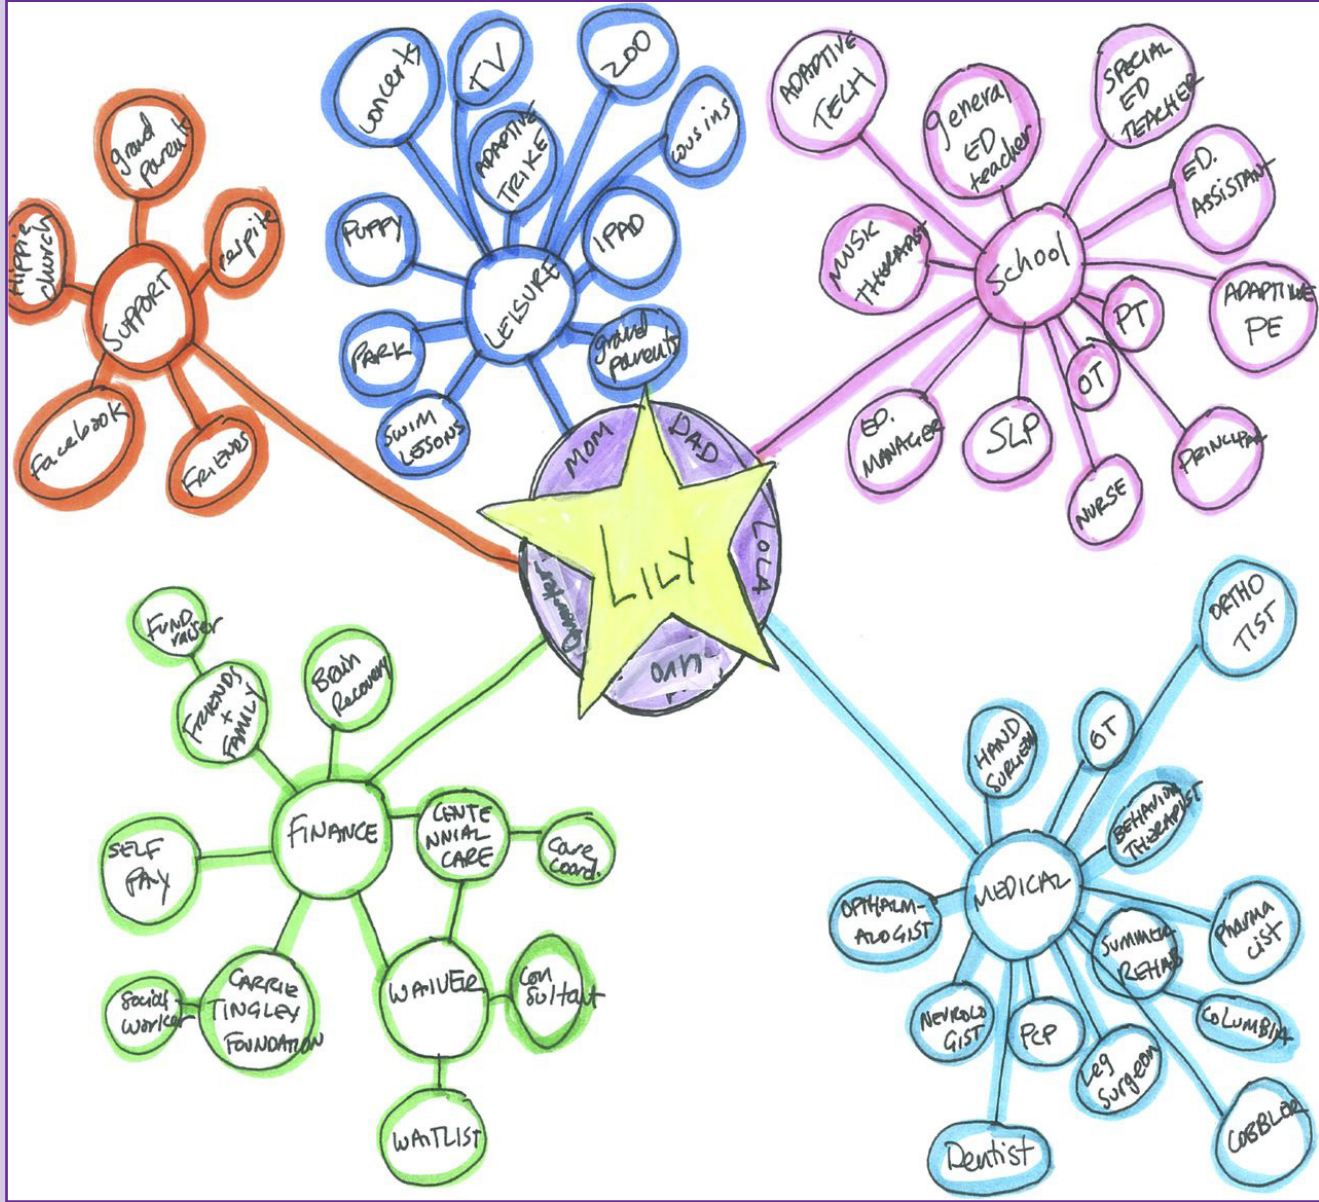 grand
parents
Hippie
church
respite
SUPPORT
Facebook
FRIENDS
concerts
TV
ZOO
ADAPTIVE
TRIKE
cousins
PUPPY
IPAD
LEISURE
PARK
grand
parents
SWIM
LESSONS
ADAPTIVE
TECH
general
ED
teacher
SPECIAL
ED
TEACHER
ED.
ASSISTANT
MUSIC
THERAPIST
School
ADAPTIVE
PE
PT
OT
ED.
MANAGER
SLP
NURSE
PRINCIPAL
MOM
DAD
LOLA
LILY
FUND
raiser
FRIENDS
+
FAMILY
Brain
Recovery
FINANCE
CENTE
NNIAL
CARE
Care
Coord.
SELF
PAY
Social
worker
CARRIE
TINGLEY
FOUNDATION
WAIVER
Con
sultant
WAITLIST
ORTHO
TIST
HAND
SURGEON
OT
BEHAVIOR
THERAPIST
MEDICAL
OPTHALM-
ALOGIST
SUMMER
REHAB
Pharma
cist
NEUROLO
GIST
PCP
Leg
Surgeon
COLUMBIA
Dentist
COBBLER